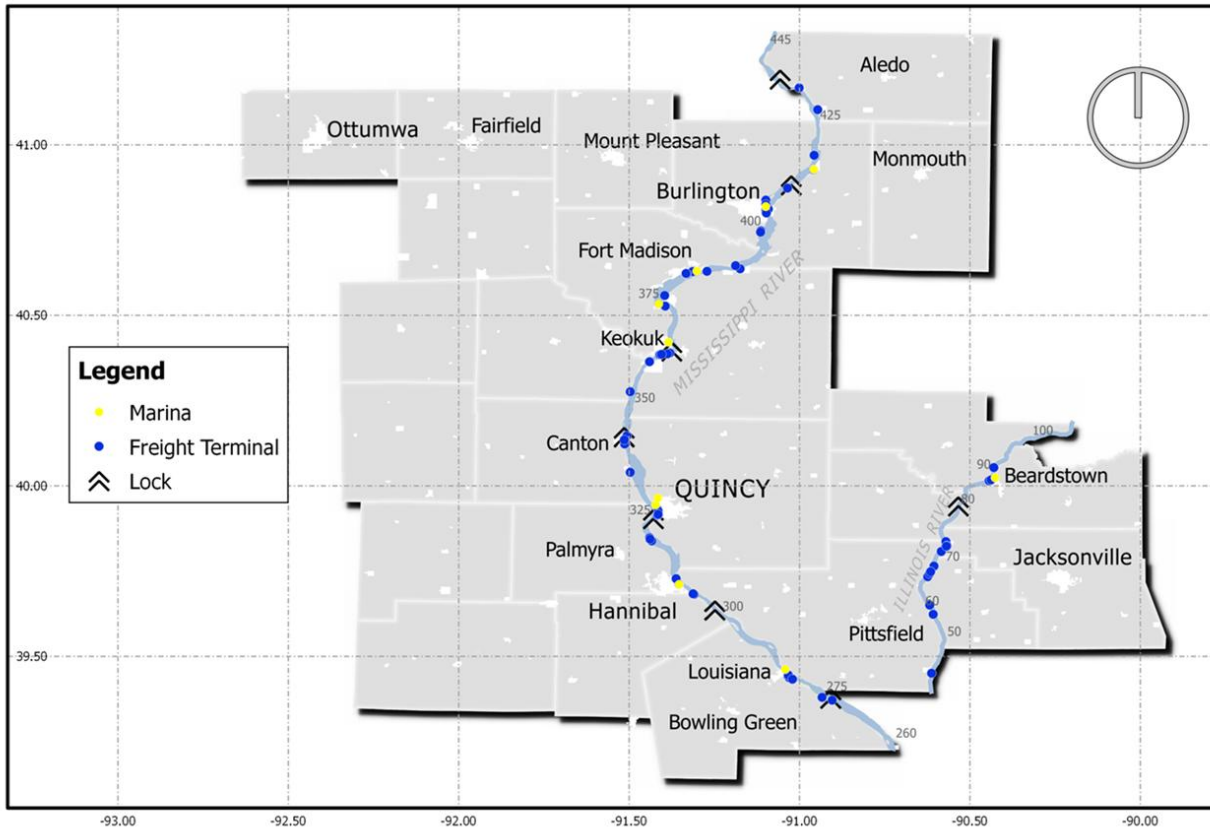 445
Aledo
425
41.00
Ottumwa
Fairfield
Mount Pleasant
Monmouth
Burlington
400
Fort Madison
MISSISSIPPI RIVER
375
40.50
Keokuk
Legend
Marina
Freight Terminal
Lock
350
Canton
100
90
Beardstown
80
40.00
QUINCY
325
ILLINOIS RIVER
Palmyra
70
Jacksonville
60
Hannibal
300
Pittsfield
50
39.50
Louisiana
275
Bowling Green
260
-93.00
-92.50
-92.00
-91.50
-91.00
-90.50
-90.00